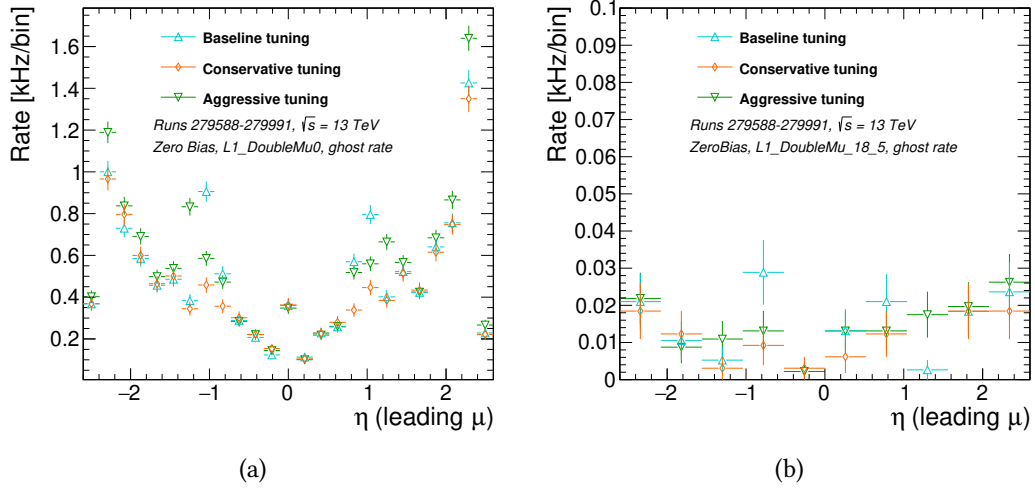 Rate [kHz/bin]
1.6
1.4
1.2
1
0.8
0.6
0.4
0.2
Baseline tuning
Conservative tuning
Aggressive tuning
Runs 279588-279991, √s = 13 TeV
Zero Bias, L1_DoubleMu0, ghost rate
−2 −1 0 1 2
η (leading μ)
(a)
Rate [kHz/bin]
0.1
0.09
0.08
0.07
0.06
0.05
0.04
0.03
0.02
0.01
0
Baseline tuning
Conservative tuning
Aggressive tuning
Runs 279588-279991, √s = 13 TeV
ZeroBias, L1_DoubleMu_18_5, ghost rate
−2 −1 0 1 2
η (leading μ)
(b)